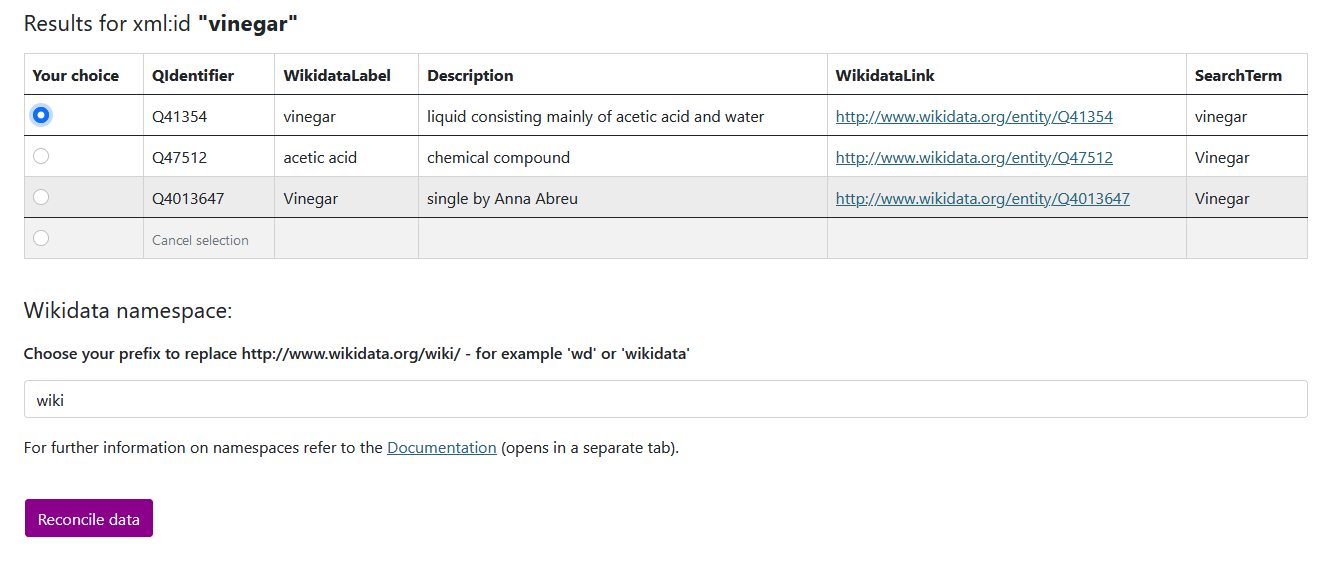 Results for xml:id "vinegar"
Your choice QIdentifier WikidataLabel Description WikidataLink SearchTerm
Q41354 vinegar liquid consisting mainly of acetic acid and water http://www.wikidata.org/entity/Q41354 vinegar
Q47512 acetic acid chemical compound http://www.wikidata.org/entity/Q47512 Vinegar
Q4013647 Vinegar single by Anna Abreu http://www.wikidata.org/entity/Q4013647 Vinegar
Cancel selection
Wikidata namespace:
Choose your prefix to replace http://www.wikidata.org/wiki/ - for example 'wd' or 'wikidata'
wiki
For further information on namespaces refer to the Documentation (opens in a separate tab).
Reconcile data